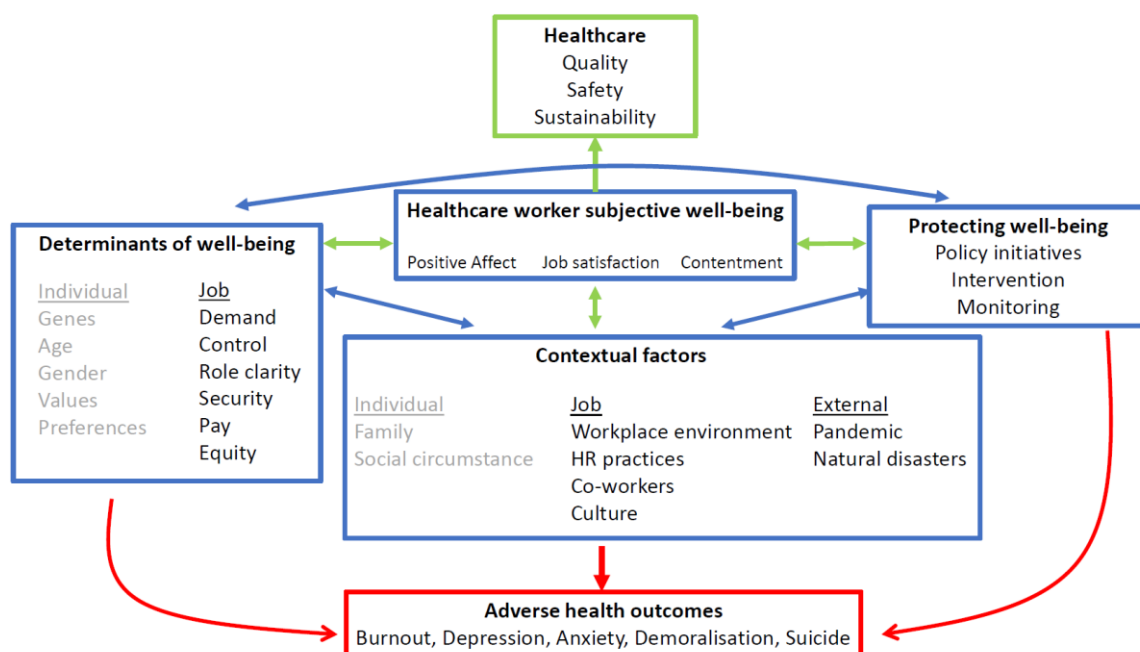 Healthcare
Quality
Safety
Sustainability
Healthcare worker subjective well-being
Positive Affect Job satisfaction Contentment
Determinants of well-being
Individual
Genes
Age
Gender
Values
Preferences
Job
Demand
Control
Role clarity
Security
Pay
Equity
Protecting well-being
Policy initiatives
Intervention
Monitoring
Contextual factors
Individual
Family
Social circumstance
Job
Workplace environment
HR practices
Co-workers
Culture
External
Pandemic
Natural disasters
Adverse health outcomes
Burnout, Depression, Anxiety, Demoralisation, Suicide